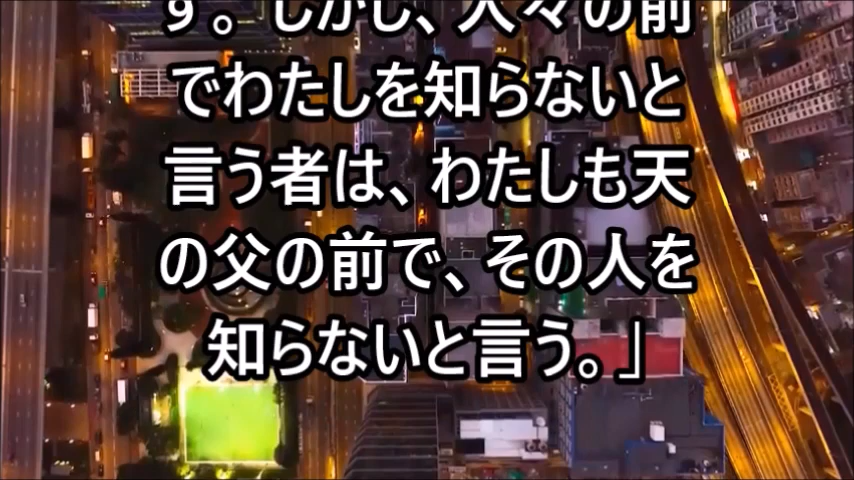 す。しかし、人々の前
でわたしを知らないと
言う者は、わたしも天
の父の前で、その人を
知らないと言う。」